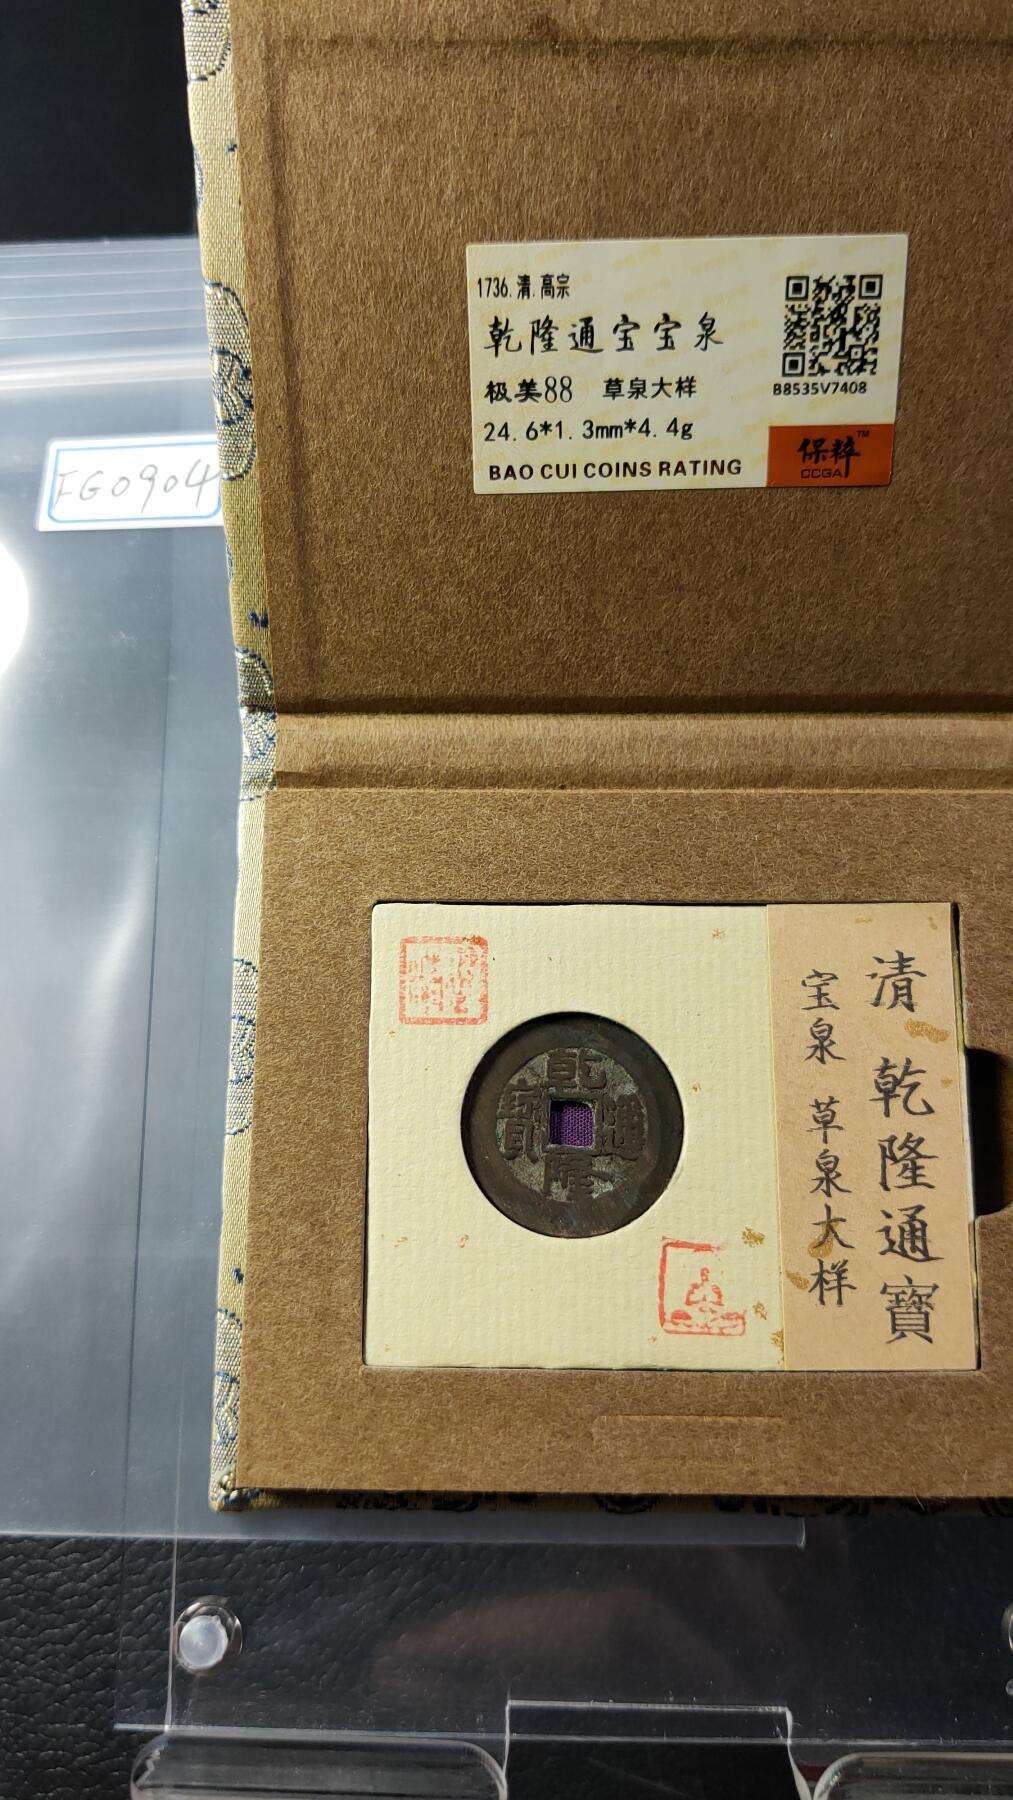 1736.清.高宗
乾隆通宝宝泉
极美88 草泉大样
24.6*1.3mm*4.4g
BAO CUI COINS RATING
B8535V7408
保粹™
CCGA
FG0904
清 乾隆通寶
宝泉 草泉大样
乾隆通寶